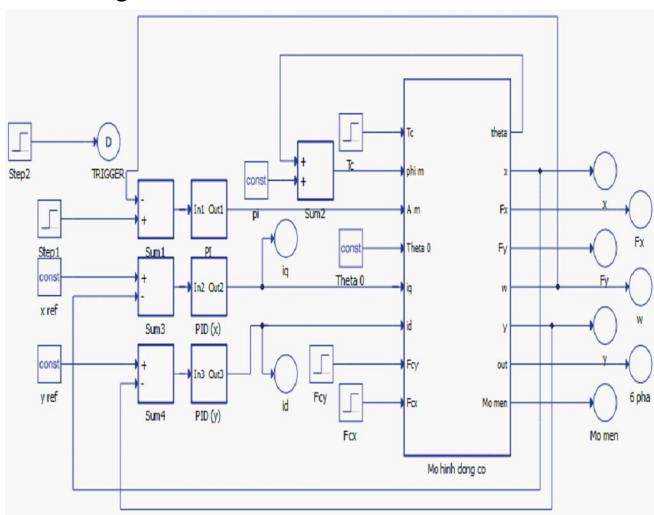 Step2
D
TRIGGER
Step1
-
+
Sum1
In1 Out1
PI
const
pi
+
+
Sum2
Tc
const
Theta 0
const
x ref
+
-
Sum3
In2 Out2
PID (x)
iq
const
y ref
+
-
Sum4
In3 Out3
PID (y)
id
Fcy
Fcx
Tc
phi m
A m
Theta 0
iq
id
Fcy
Fcx
theta
x
Fx
Fy
w
y
out
Mo men
Mo hinh dong co
x
Fx
Fy
w
y
6 pha
Mo men